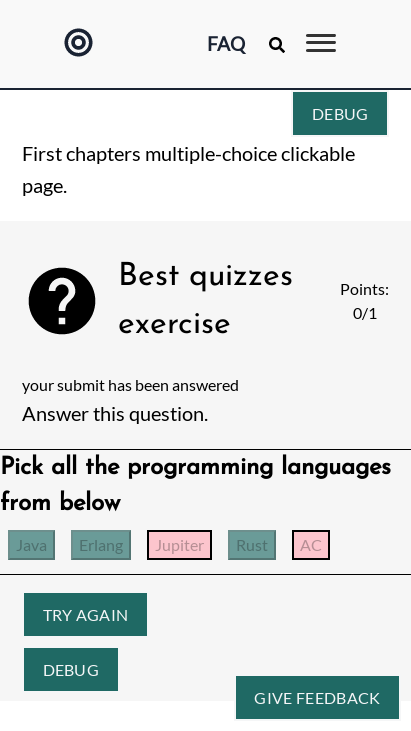 FAQ
DEBUG
First chapters multiple-choice clickable
page.
Best quizzes
exercise
Points:
0/1
your submit has been answered
Answer this question.
Pick all the programming languages
from below
Java Erlang Jupiter Rust AC
TRY AGAIN
DEBUG
GIVE FEEDBACK